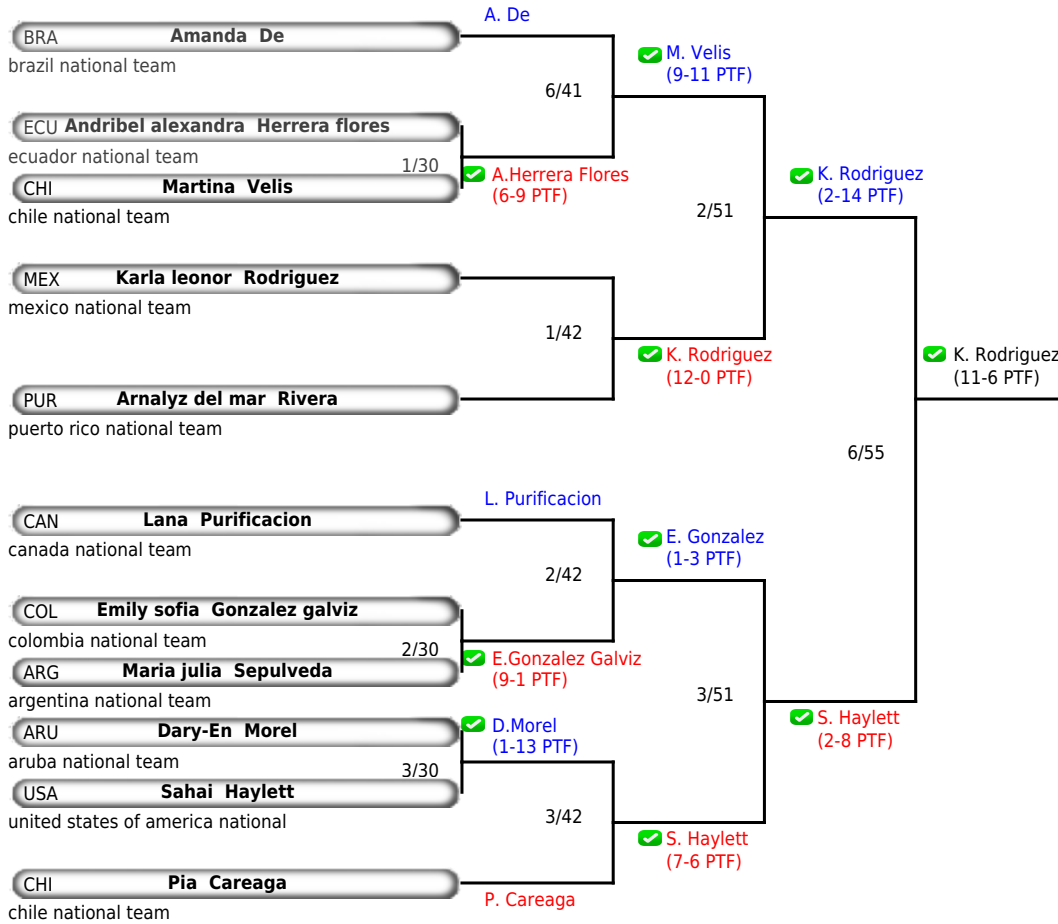 A. De
BRA Amanda De
brazil national team
M. Velis
(9-11 PTF)
6/41
ECU Andribel alexandra Herrera flores
ecuador national team
1/30
A.Herrera Flores
(6-9 PTF)
CHI Martina Velis
chile national team
K. Rodriguez
(2-14 PTF)
2/51
MEX Karla leonor Rodriguez
mexico national team
1/42
K. Rodriguez
(12-0 PTF)
K. Rodriguez
(11-6 PTF)
PUR Arnalyz del mar Rivera
puerto rico national team
6/55
L. Purificacion
CAN Lana Purificacion
canada national team
E. Gonzalez
(1-3 PTF)
2/42
COL Emily sofia Gonzalez galviz
colombia national team
2/30
E.Gonzalez Galviz
(9-1 PTF)
ARG Maria julia Sepulveda
argentina national team
3/51
S. Haylett
(2-8 PTF)
ARU Dary-En Morel
aruba national team
D.Morel
(1-13 PTF)
3/30
USA Sahai Haylett
united states of america national
3/42
S. Haylett
(7-6 PTF)
CHI Pia Careaga
chile national team
P. Careaga